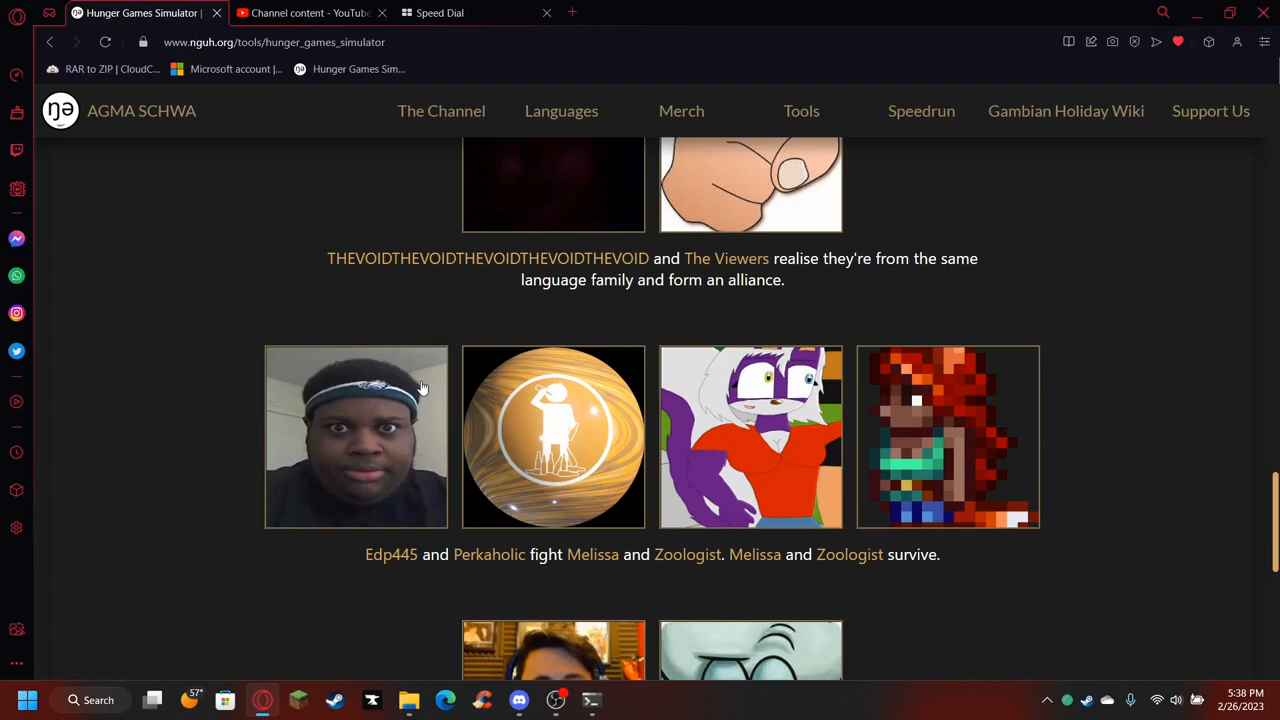 Hunger Games Simulator |
Channel content - YouTube
Speed Dial
www.nguh.org/tools/hunger_games_simulator
RAR to ZIP | CloudC...
Microsoft account |...
Hunger Games Sim...
ŋə
AGMA SCHWA
The Channel
Languages
Merch
Tools
Speedrun
Gambian Holiday Wiki
Support Us
THEVOIDTHEVOIDTHEVOIDTHEVOIDTHEVOID and The Viewers realise they're from the same
language family and form an alliance.
Edp445 and Perkaholic fight Melissa and Zoologist. Melissa and Zoologist survive.
57°
Search
5:38 PM
2/26/2023